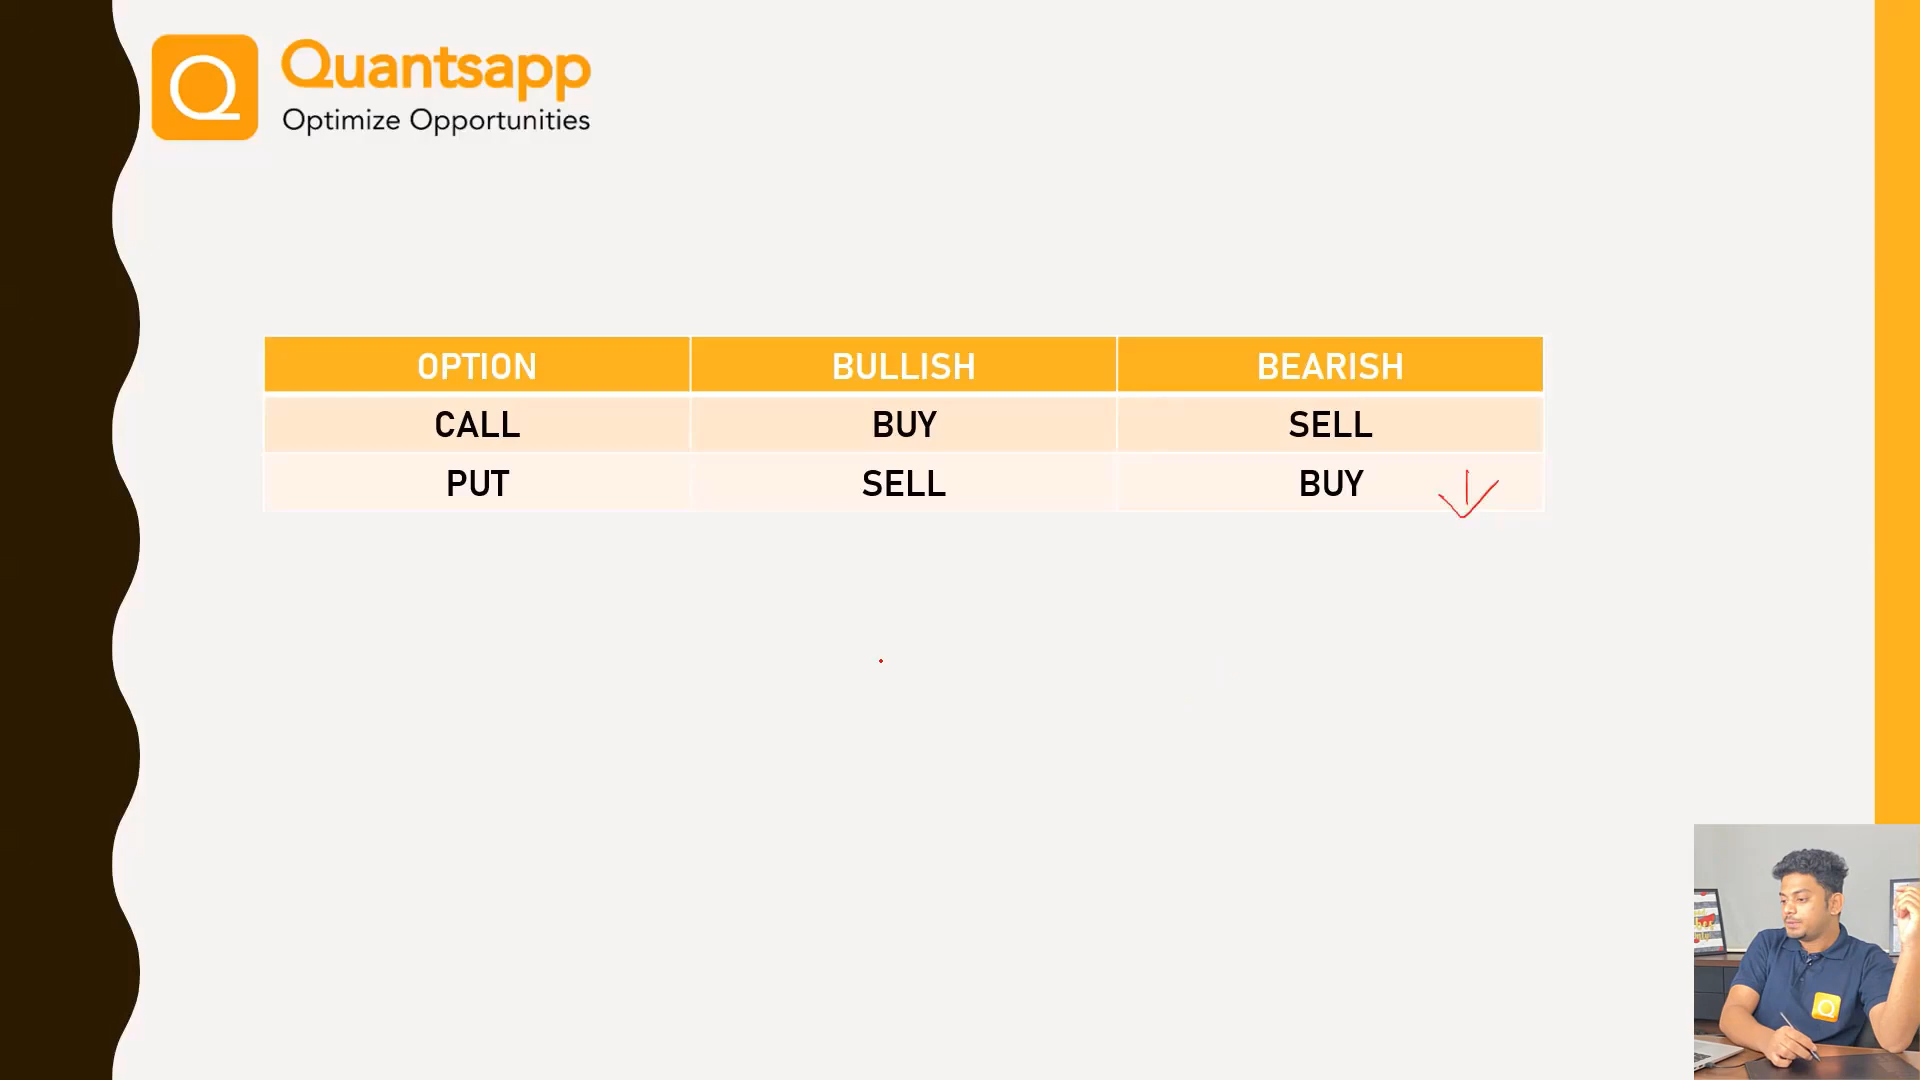 Quantsapp
Optimize Opportunities
OPTION BULLISH BEARISH
CALL BUY SELL
PUT SELL BUY